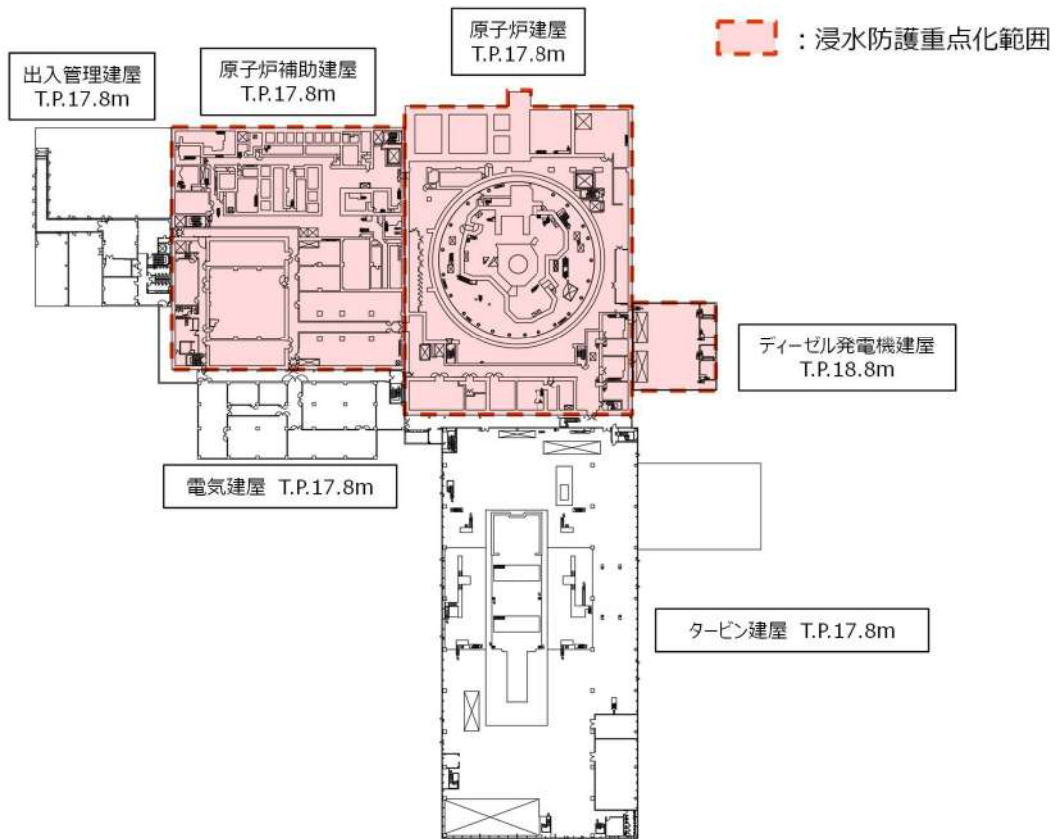 原子炉建屋
T.P.17.8m
：浸水防護重点化範囲
出入管理建屋
T.P.17.8m
原子炉補助建屋
T.P.17.8m
ディーゼル発電機建屋
T.P.18.8m
電気建屋 T.P.17.8m
タービン建屋 T.P.17.8m